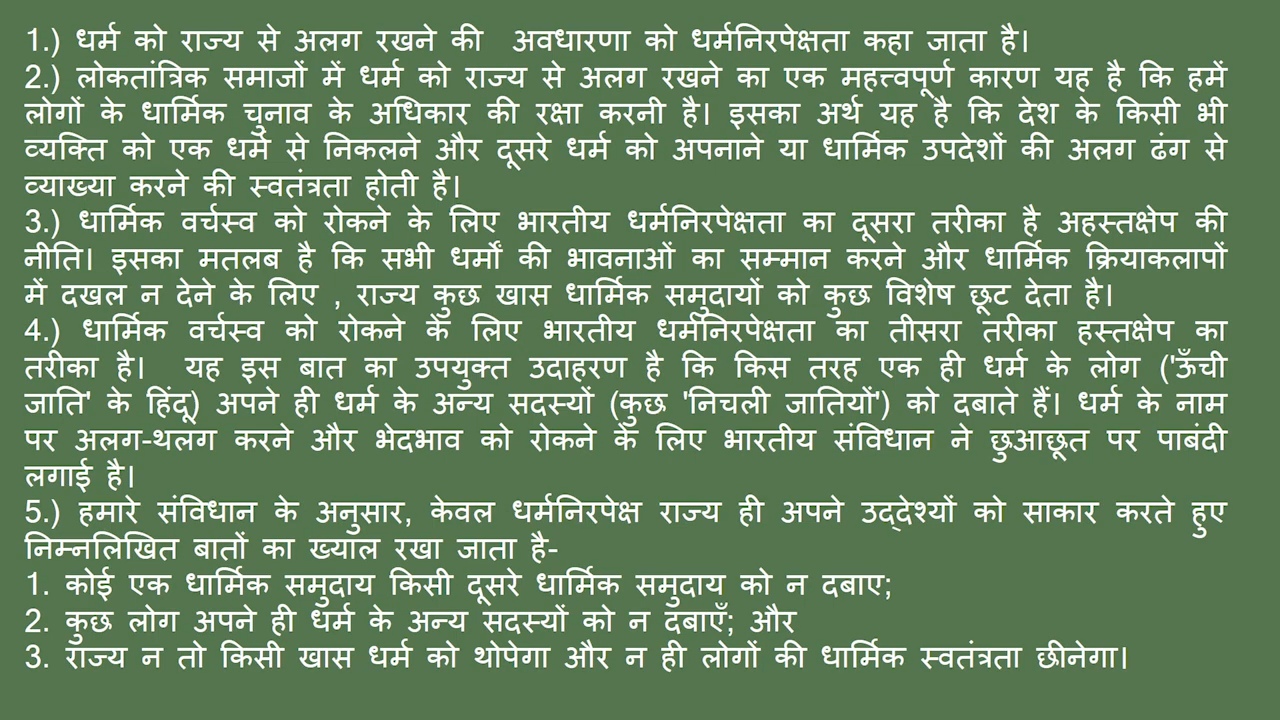 1.) धर्म को राज्य से अलग रखने की अवधारणा को धर्मनिरपेक्षता कहा जाता है।
2.) लोकतांत्रिक समाजों में धर्म को राज्य से अलग रखने का एक महत्त्वपूर्ण कारण यह है कि हमें
लोगों के धार्मिक चुनाव के अधिकार की रक्षा करनी है। इसका अर्थ यह है कि देश के किसी भी
व्यक्ति को एक धर्म से निकलने और दूसरे धर्म को अपनाने या धार्मिक उपदेशों की अलग ढंग से
व्याख्या करने की स्वतंत्रता होती है।
3.) धार्मिक वर्चस्व को रोकने के लिए भारतीय धर्मनिरपेक्षता का दूसरा तरीका है अहस्तक्षेप की
नीति। इसका मतलब है कि सभी धर्मों की भावनाओं का सम्मान करने और धार्मिक क्रियाकलापों
में दखल न देने के लिए , राज्य कुछ खास धार्मिक समुदायों को कुछ विशेष छूट देता है।
4.) धार्मिक वर्चस्व को रोकने के लिए भारतीय धर्मनिरपेक्षता का तीसरा तरीका हस्तक्षेप का
तरीका है। यह इस बात का उपयुक्त उदाहरण है कि किस तरह एक ही धर्म के लोग ('ऊँची
जाति' के हिंदू) अपने ही धर्म के अन्य सदस्यों (कुछ 'निचली जातियों') को दबाते हैं। धर्म के नाम
पर अलग-थलग करने और भेदभाव को रोकने के लिए भारतीय संविधान ने छुआछूत पर पाबंदी
लगाई है।
5.) हमारे संविधान के अनुसार, केवल धर्मनिरपेक्ष राज्य ही अपने उद्देश्यों को साकार करते हुए
निम्नलिखित बातों का ख्याल रखा जाता है-
1. कोई एक धार्मिक समुदाय किसी दूसरे धार्मिक समुदाय को न दबाए;
2. कुछ लोग अपने ही धर्म के अन्य सदस्यों को न दबाएँ; और
3. राज्य न तो किसी खास धर्म को थोपेगा और न ही लोगों की धार्मिक स्वतंत्रता छीनेगा।